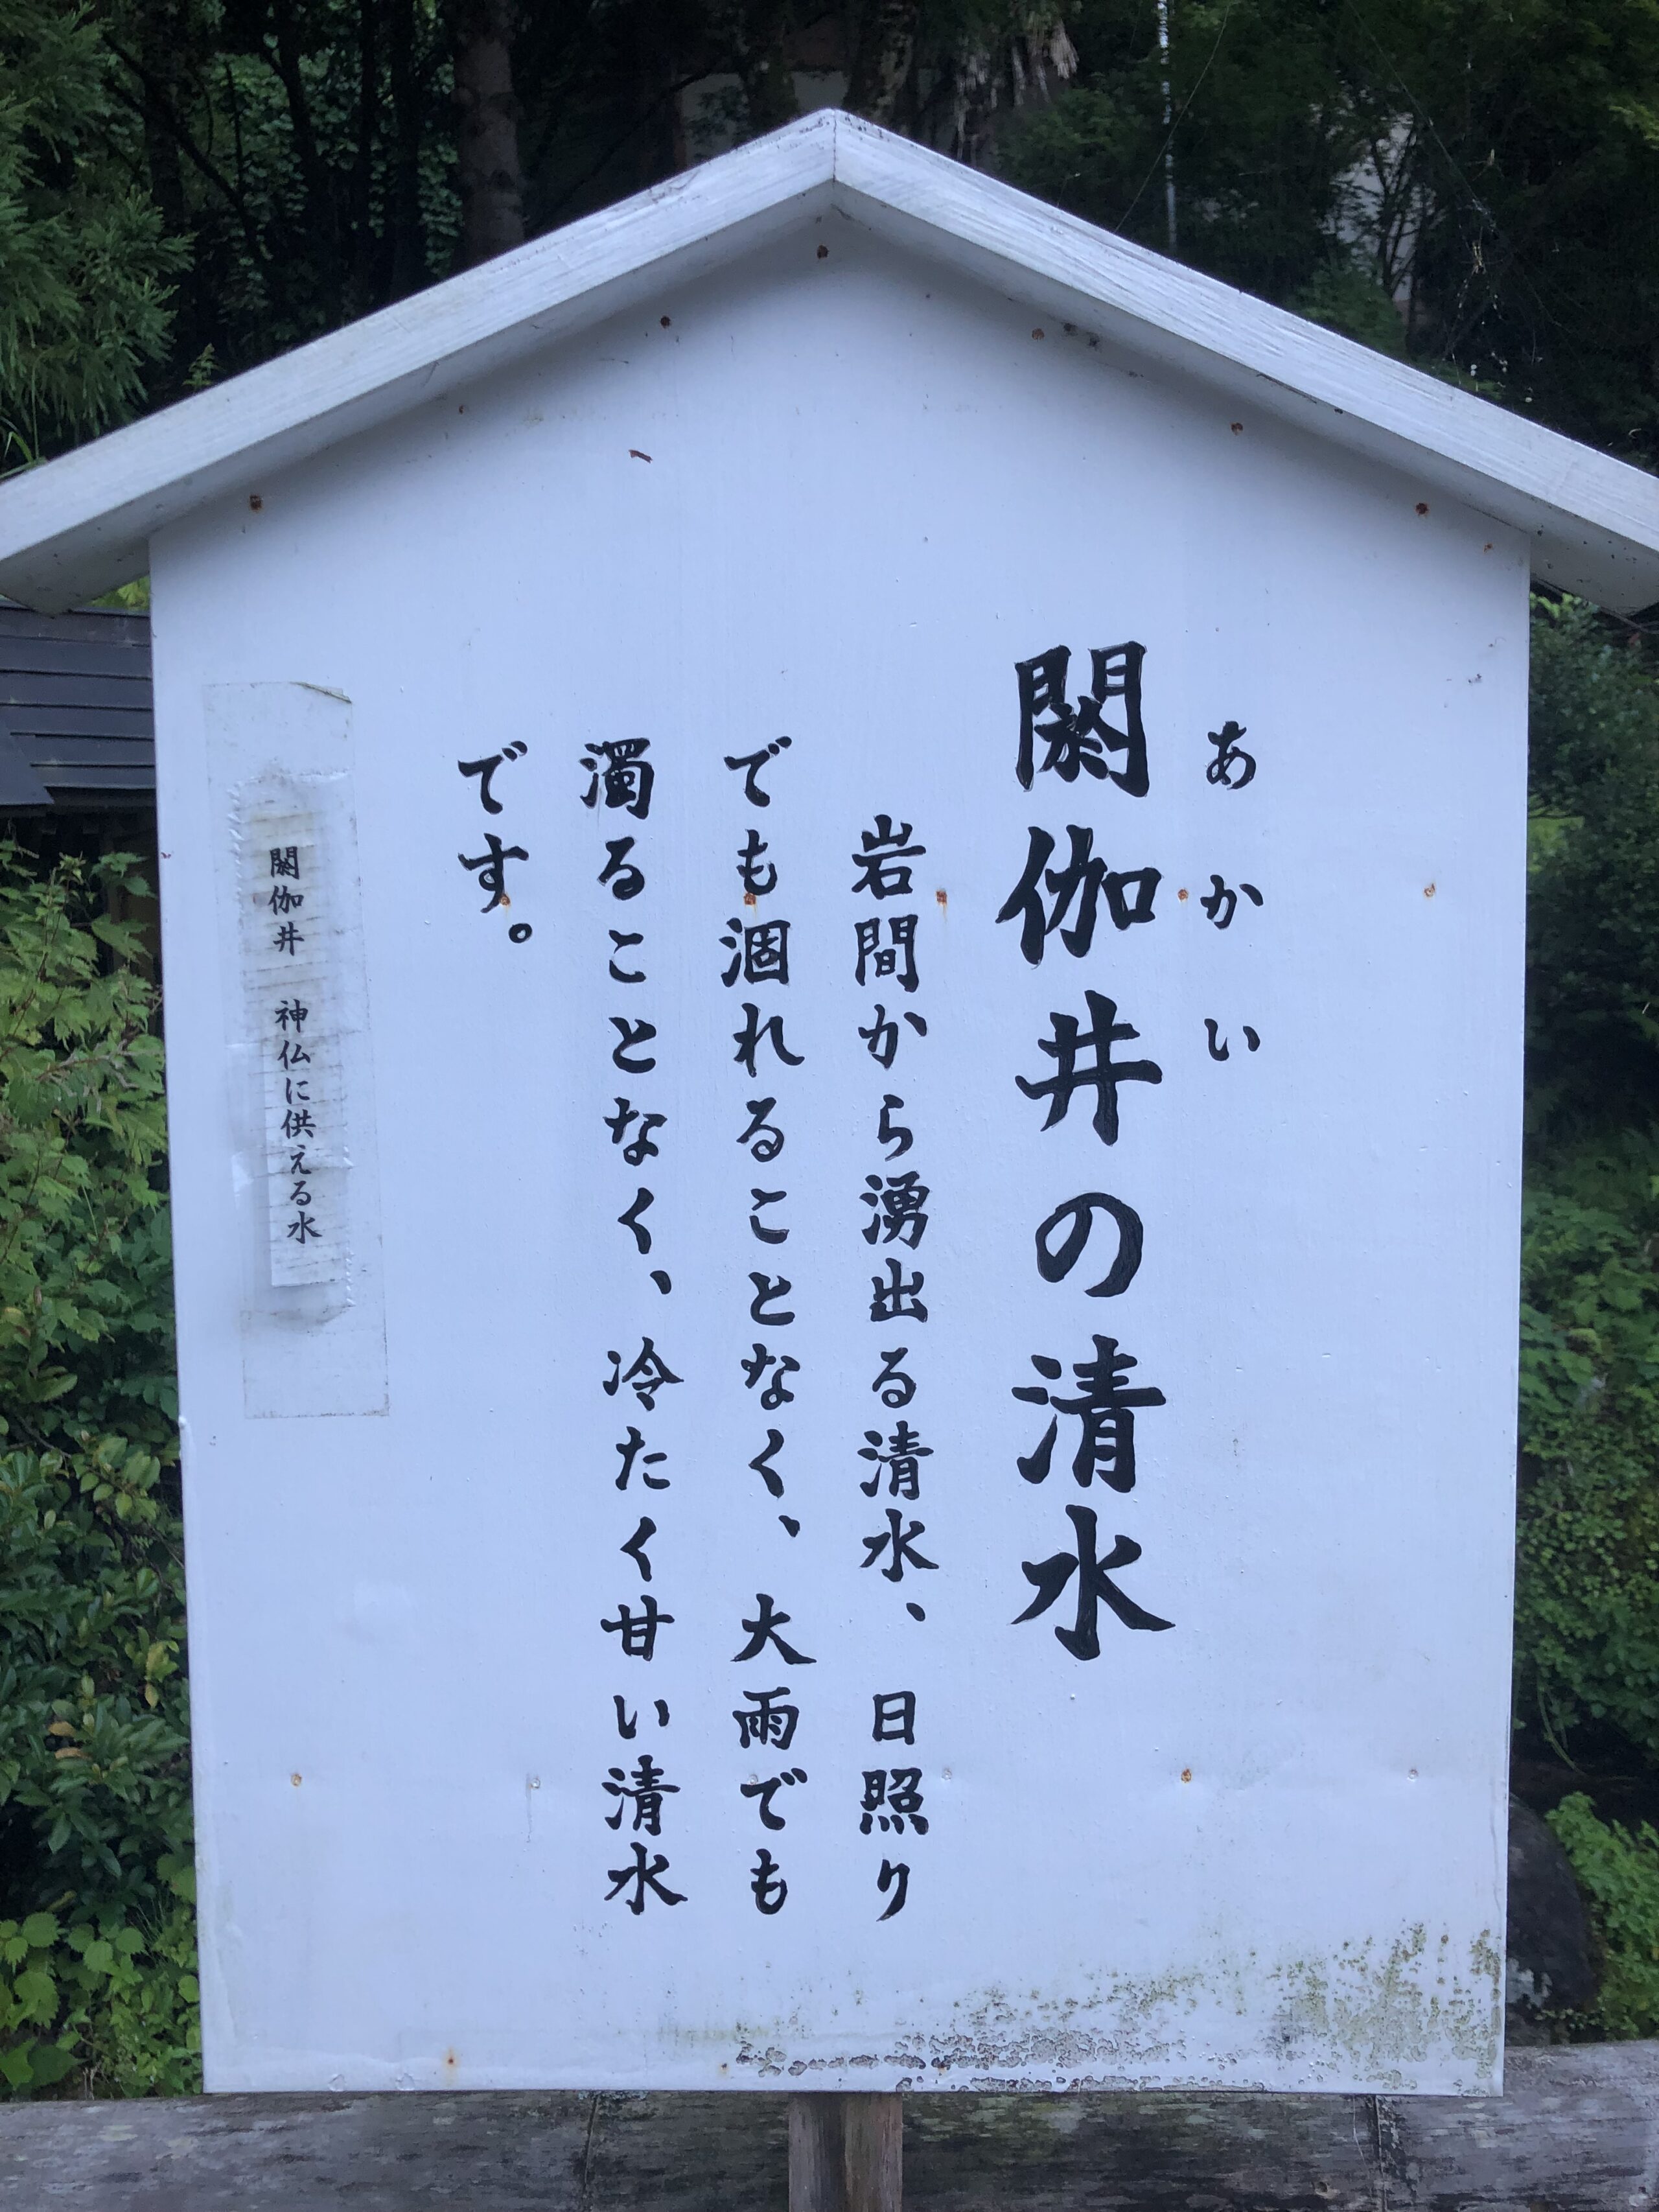 あかい
閼伽井の清水
岩間から湧出る清水、日照り
でも涸れることなく、大雨でも
濁ることなく、冷たく甘い清水
です。
閼伽井 神仏に供える水